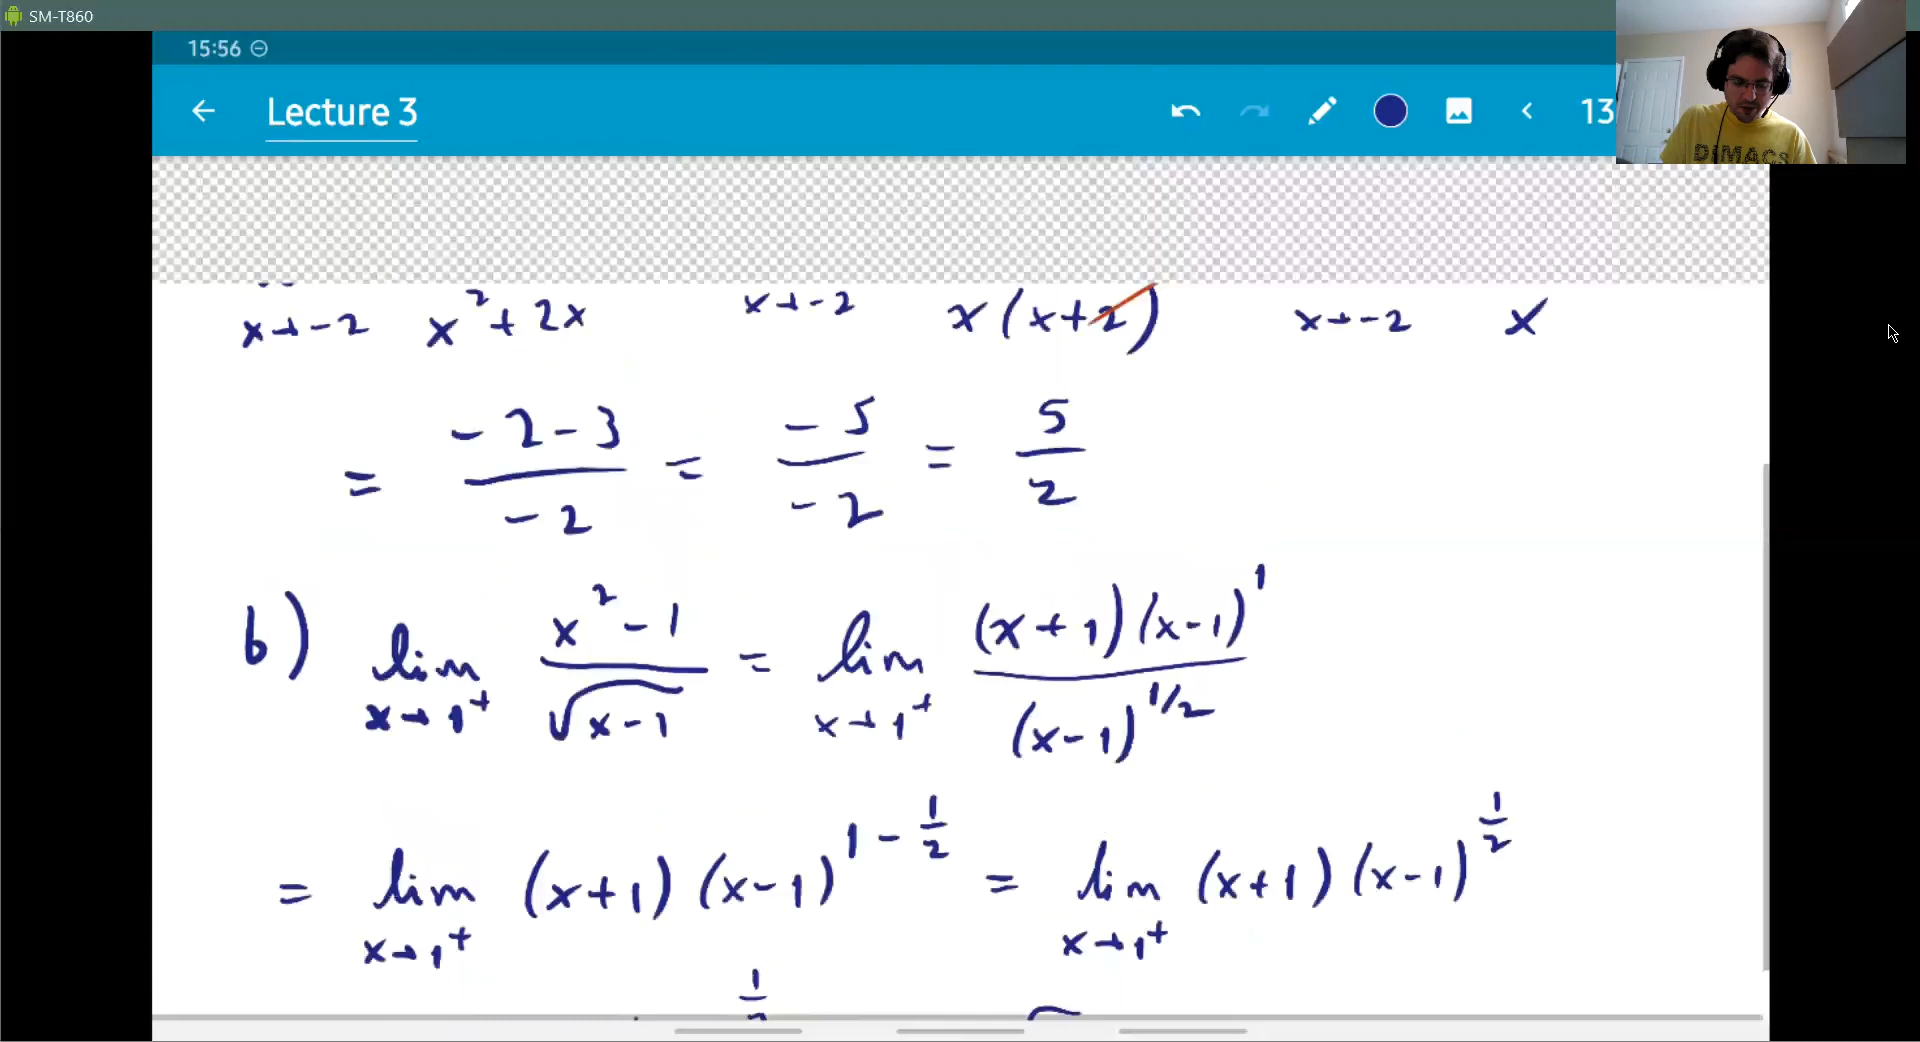 SM-T860
15:56
Lecture 3
13
x→-2 x²+2x x→-2 x(x+2) x→-2 x
= (-2-3)/(-2) = (-5)/(-2) = 5/2
b) lim x→1⁺ (x²-1)/√(x-1) = lim x→1⁺ ((x+1)(x-1)¹)/((x-1)^(1/2))
= lim x→1⁺ (x+1)(x-1)^(1-1/2) = lim x→1⁺ (x+1)(x-1)^(1/2)
DIMACS